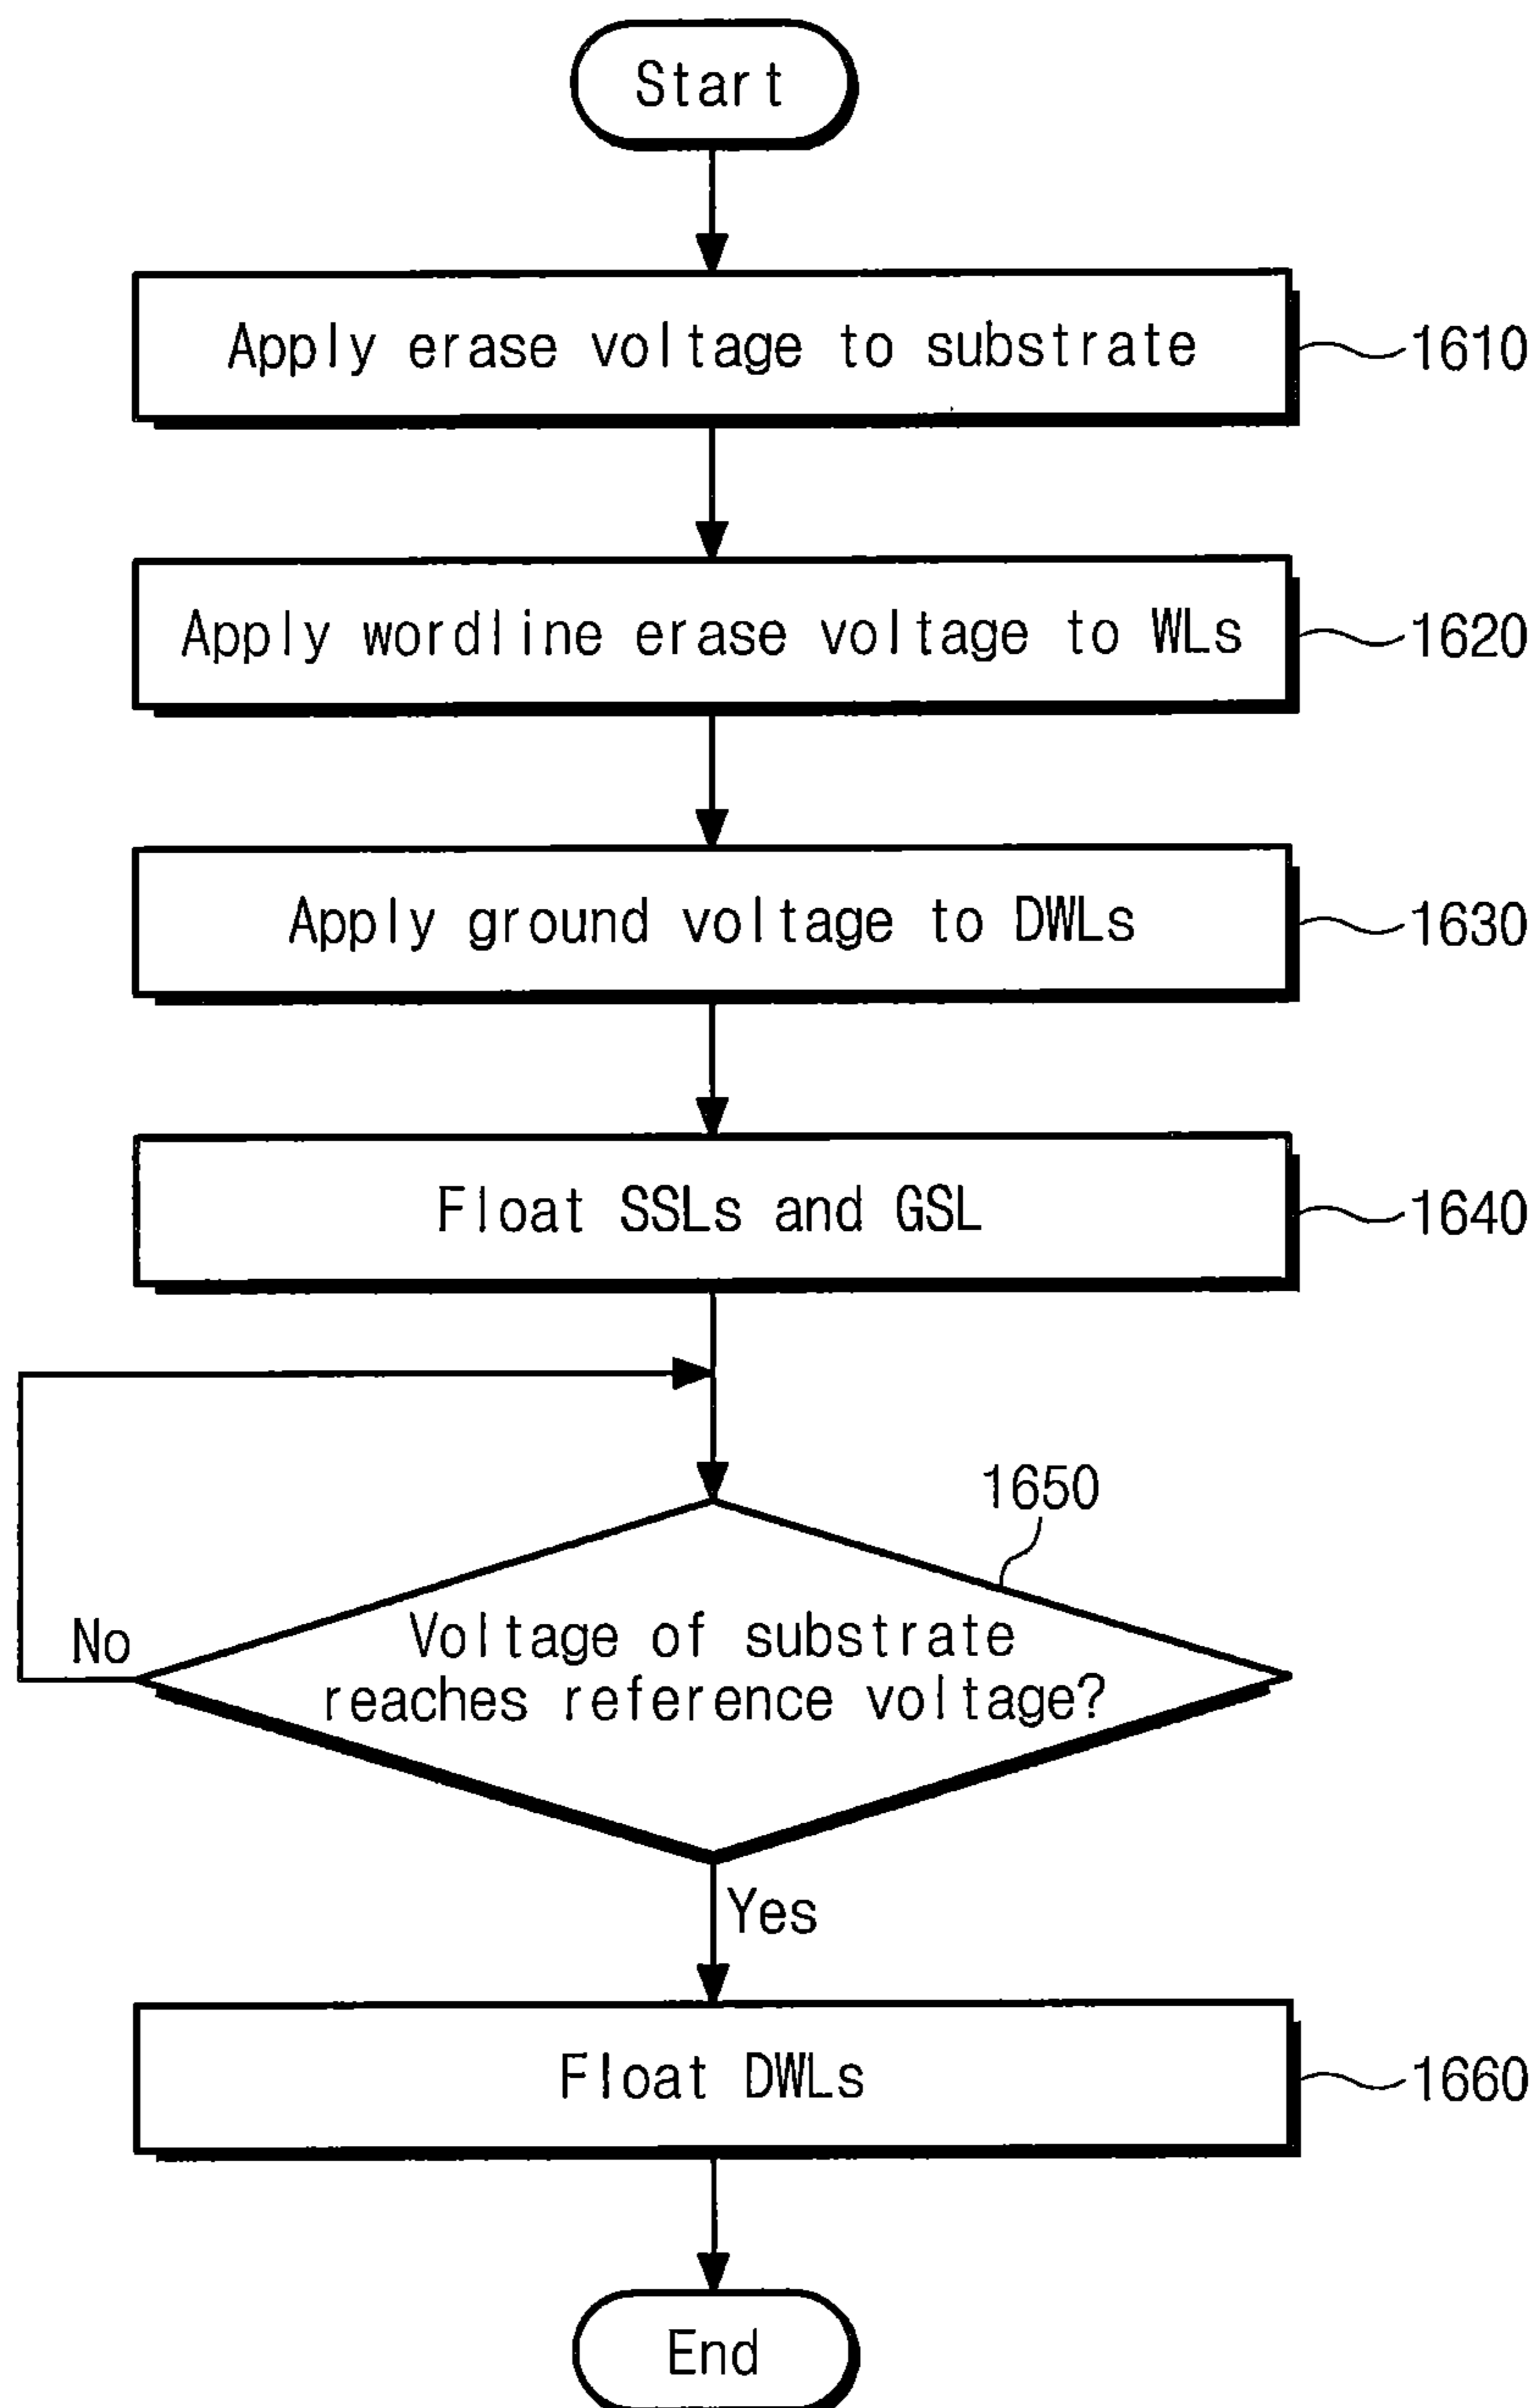 Start
Apply erase voltage to substrate
1610
Apply wordline erase voltage to WLs
1620
Apply ground voltage to DWLs
1630
Float SSLs and GSL
1640
1650
Voltage of substrate
reaches reference voltage?
No
Yes
Float DWLs
1660
End